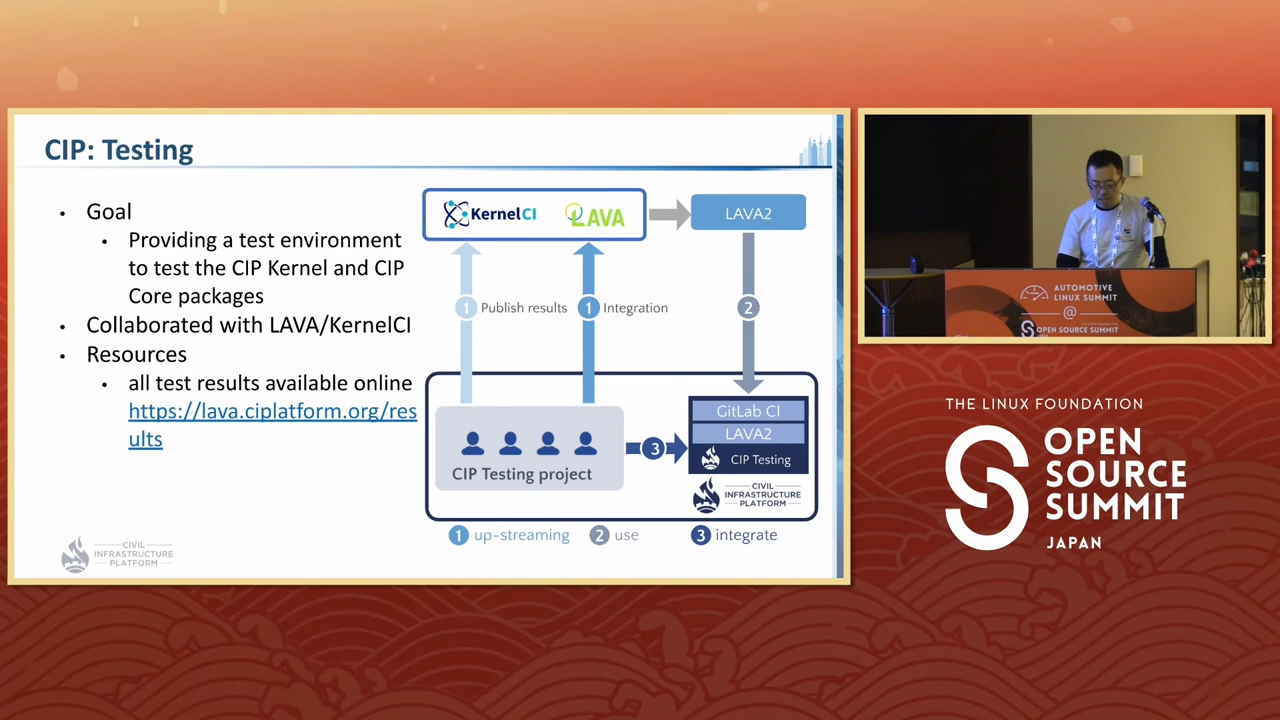 CIP: Testing
• Goal
• Providing a test environment
to test the CIP Kernel and CIP
Core packages
• Collaborated with LAVA/KernelCI
• Resources
• all test results available online
https://lava.ciplatform.org/res
ults
KernelCI
LAVA
LAVA2
1 Publish results
1 Integration
2
GitLab CI
LAVA2
CIP Testing
3
CIP Testing project
CIVIL
INFRASTRUCTURE
PLATFORM
1 up-streaming
2 use
3 integrate
CIVIL
INFRASTRUCTURE
PLATFORM
AUTOMOTIVE
LINUX SUMMIT
@
THE LINUX FOUNDATION
OPEN SOURCE SUMMIT
THE LINUX FOUNDATION
OPEN
SOURCE
SUMMIT
JAPAN